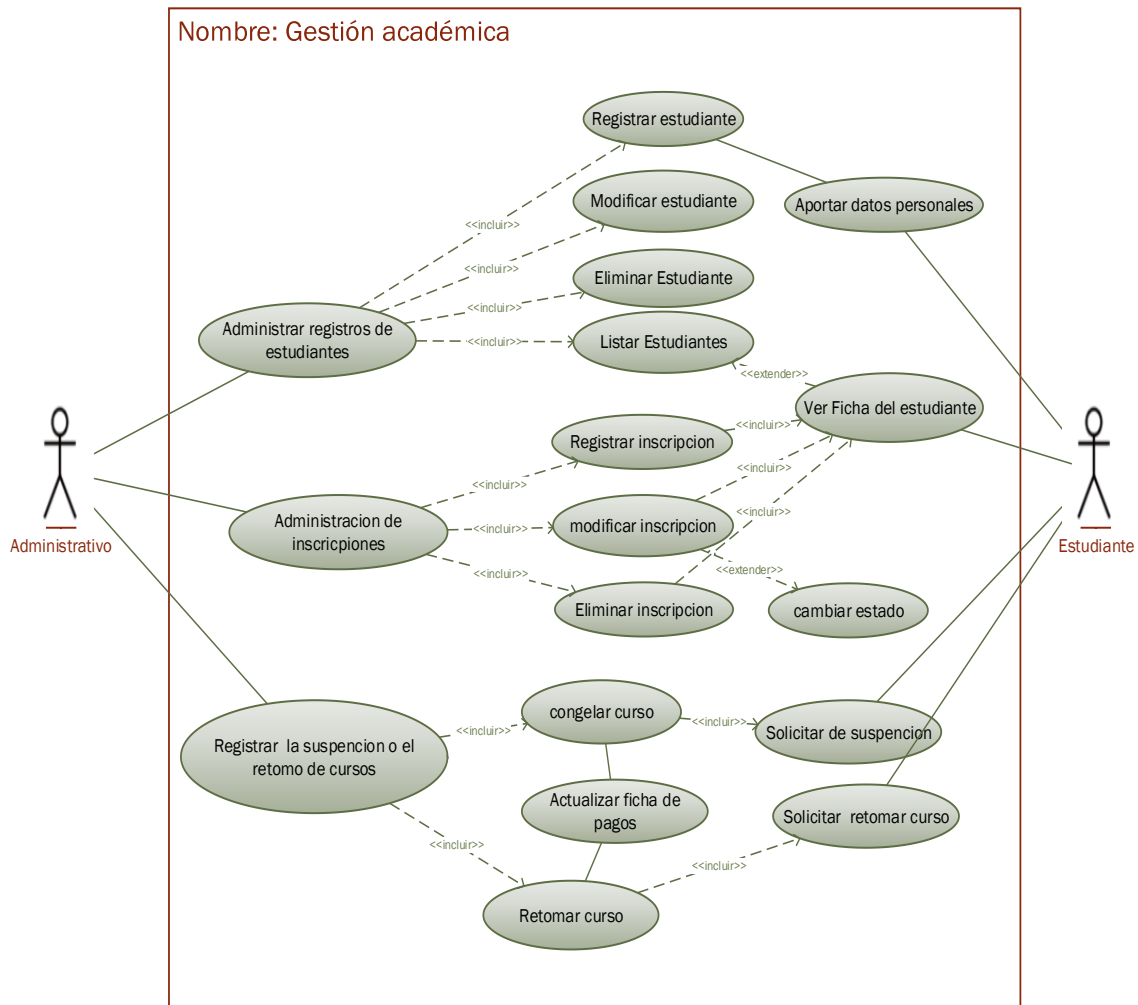 Nombre: Gestión académica
Registrar estudiante
Modificar estudiante
Aportar datos personales
<<incluir>>
<<incluir>>
Eliminar Estudiante
<<incluir>>
Administrar registros de
estudiantes
<<incluir>>
Listar Estudiantes
<<extender>>
Ver Ficha del estudiante
Registrar inscripcion
<<incluir>>
<<incluir>>
<<incluir>>
Administracion de
inscricpiones
<<incluir>>
modificar inscripcion
<<incluir>>
Administrativo
Estudiante
<<incluir>>
<<extender>>
Eliminar inscripcion
cambiar estado
congelar curso
<<incluir>>
<<incluir>>
Solicitar de suspencion
Registrar la suspencion o el
retomo de cursos
Actualizar ficha de
pagos
Solicitar retomar curso
<<incluir>>
<<incluir>>
Retomar curso